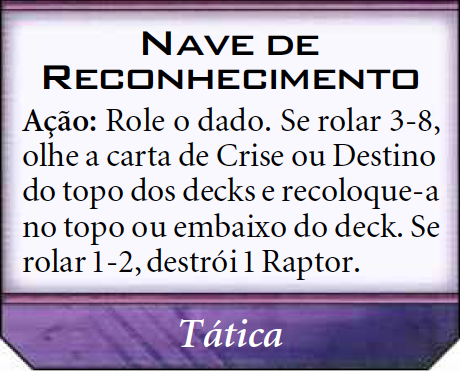 NAVE DE
RECONHECIMENTO
Ação: Role o dado. Se rolar 3-8,
olhe a carta de Crise ou Destino
do topo dos decks e recoloque-a
no topo ou embaixo do deck. Se
rolar 1-2, destrói 1 Raptor.
Tática